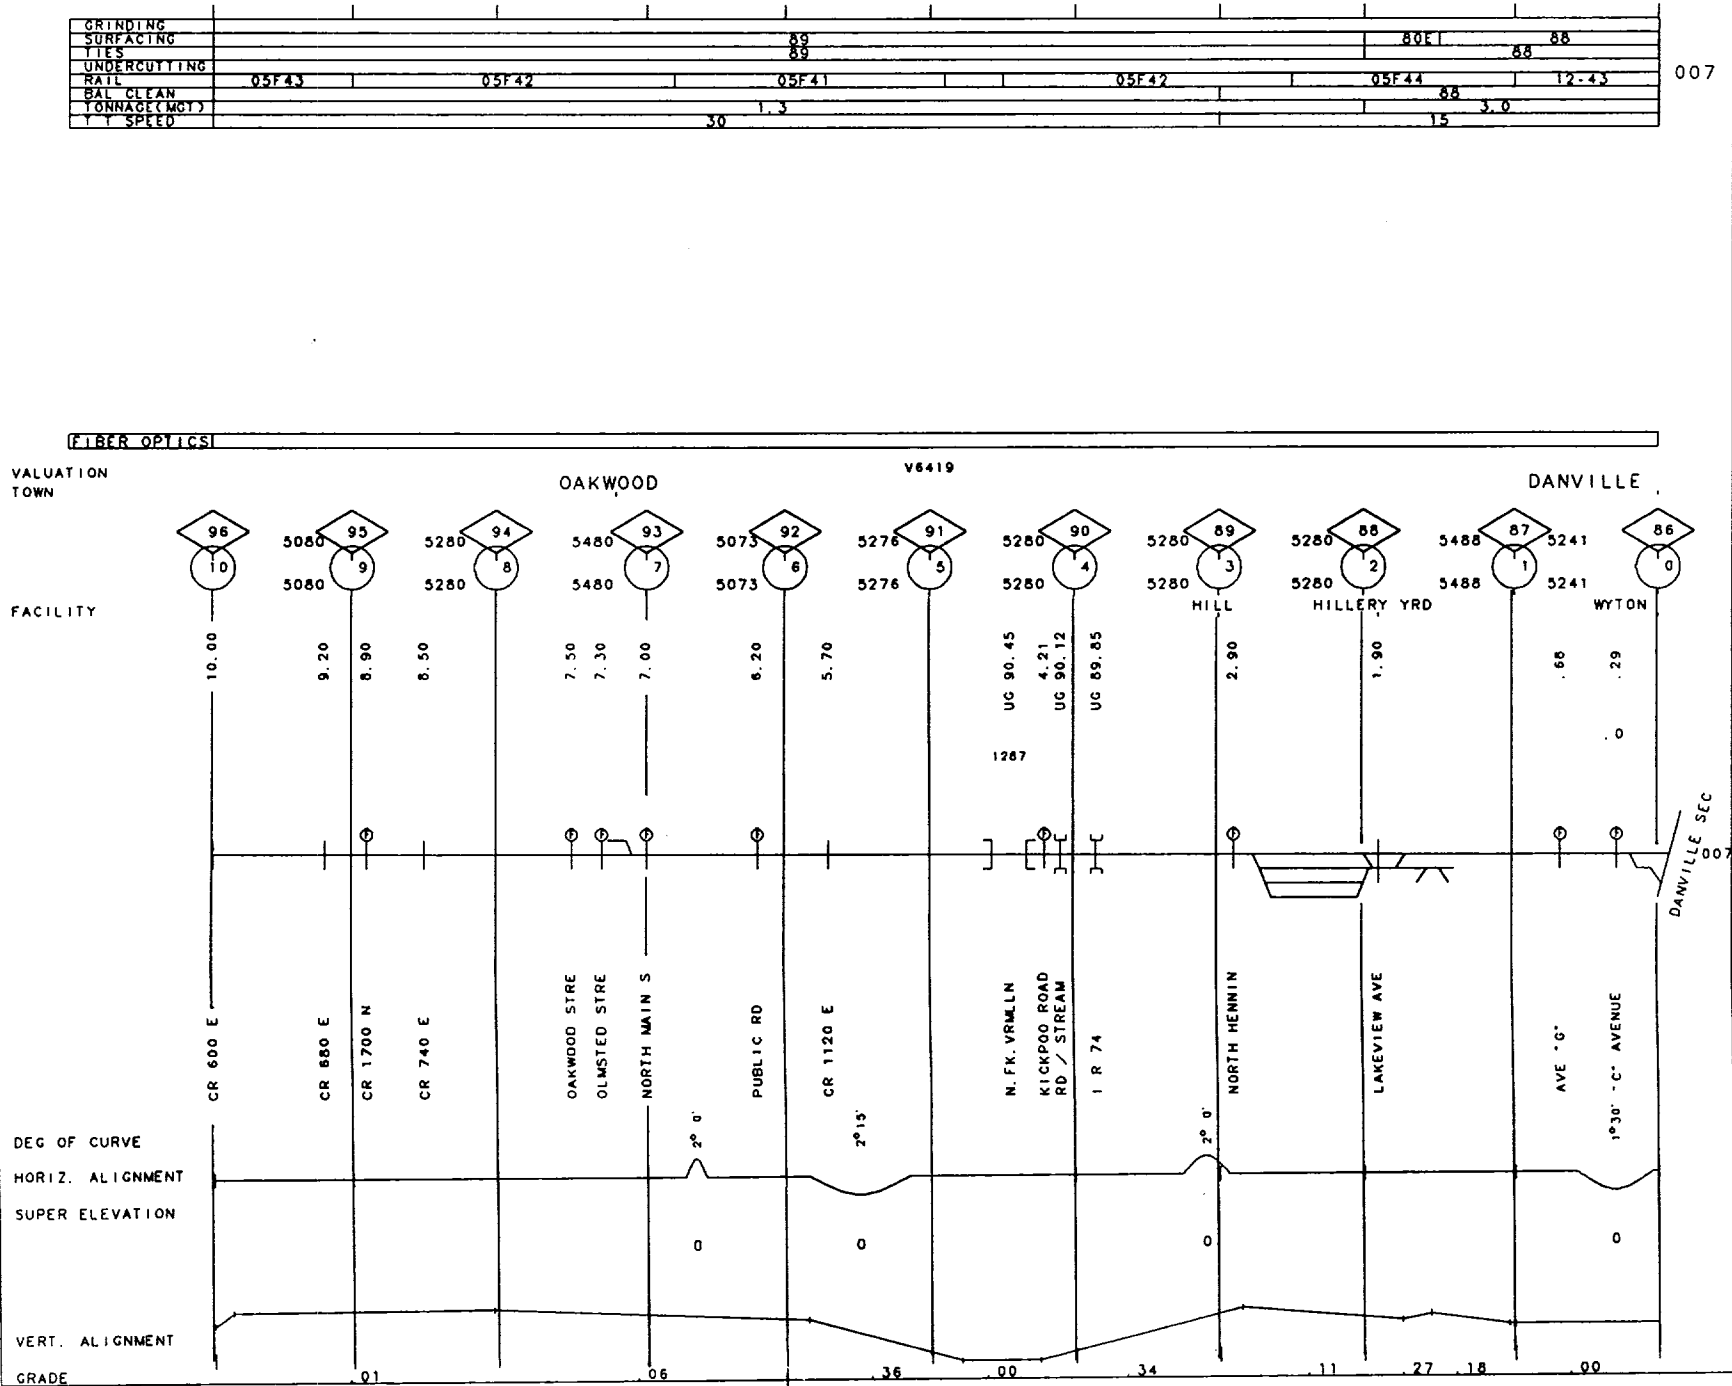 GRINDING
SURFACING 89 80E 88
TIES 89 88
UNDERCUTTING
RAIL 05F43 05F42 05F41 05F42 05F44 12-43
007
BAL CLEAN 88
TONNAGE(MGT) 1.3 3.0
T T SPEED 30 15
FIBER OPTICS
VALUATION V6419
TOWN OAKWOOD DANVILLE
96 95 94 93 92 91 90 89 88 87 86
5080 5280 5480 5073 5276 5280 5280 5280 5488 5241
10 9 8 7 6 5 4 3 2 1 0
5080 5280 5480 5073 5276 5280 5280 5280 5488 5241
FACILITY HILL HILLERY YRD WYTON
10.00
9.20
8.90
8.50
7.50
7.30
7.00
6.20
5.70
UG 90.45
4.21
UG 90.12
UG 89.85
2.90
1.90
.68
.29
.0
1287
DANVILLE SEC
007
CR 600 E
CR 680 E
CR 1700 N
CR 740 E
OAKWOOD STRE
OLMSTED STRE
NORTH MAIN S
PUBLIC RD
CR 1120 E
N. FK. VRMLLN
KICKPOO ROAD
RD / STREAM
I R 74
NORTH HENNIN
LAKEVIEW AVE
AVE "G"
"C" AVENUE
DEG OF CURVE 2° 0' 2°15' 2° 0' 1°30'
HORIZ. ALIGNMENT
SUPER ELEVATION
0 0 0 0
VERT. ALIGNMENT
GRADE .01 .06 .36 .00 .34 .11 .27 .18 .00